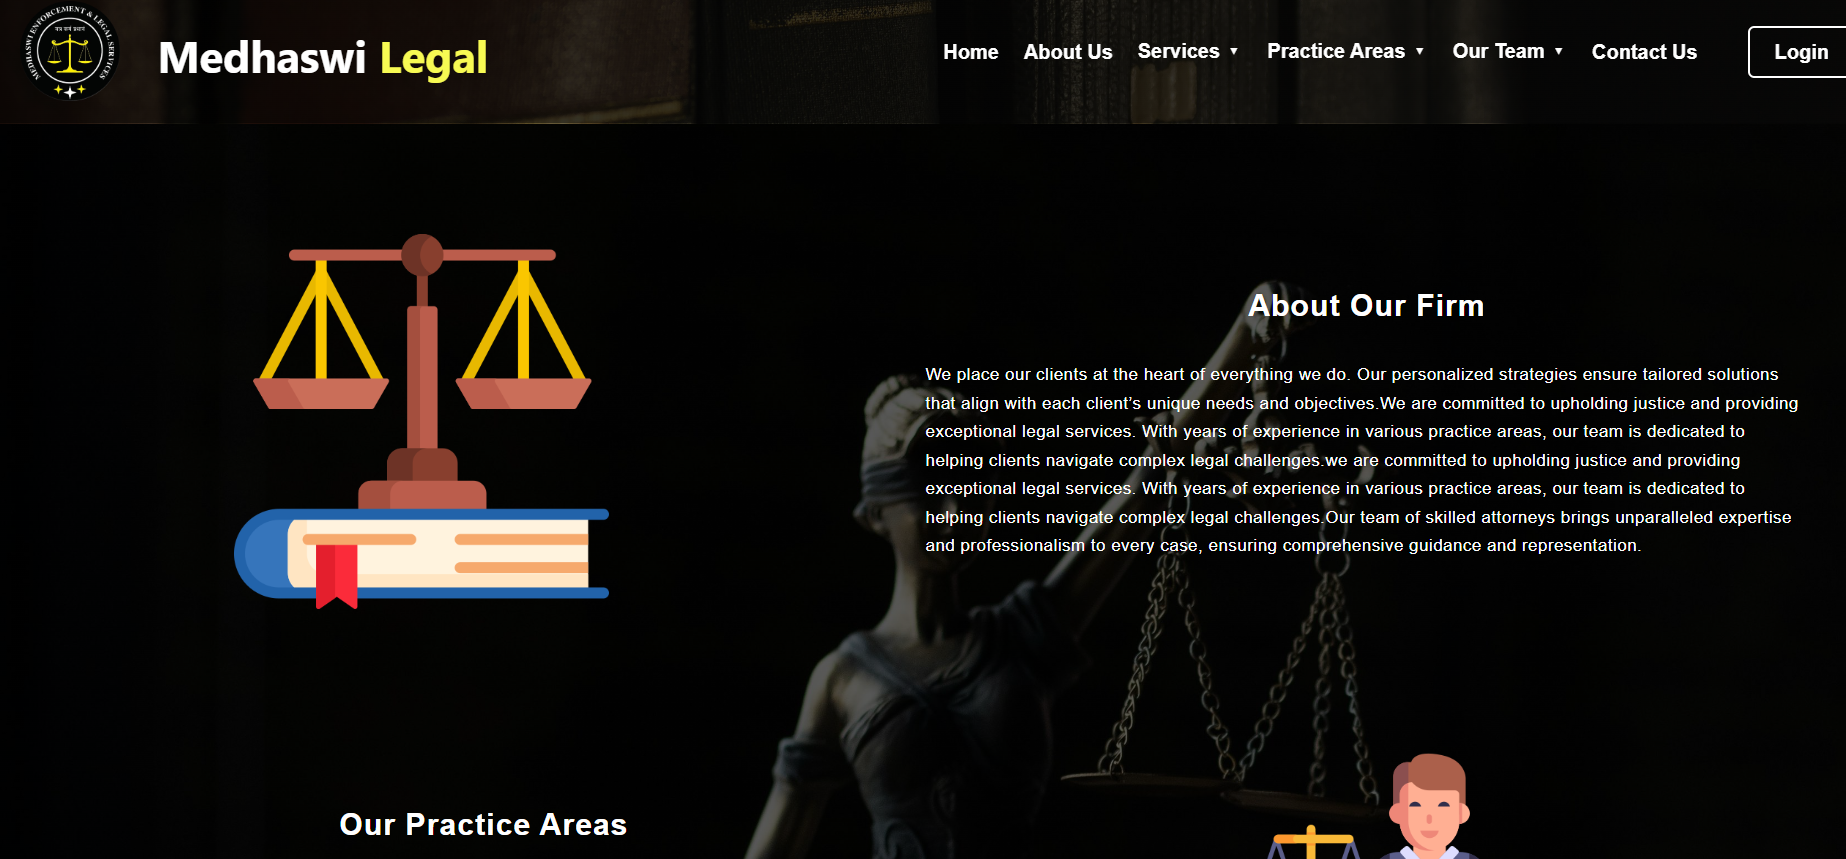 MEDHASWI ENFORCEMENT & LEGAL SERVICES
Medhaswi Legal
Home About Us Services ▼ Practice Areas ▼ Our Team ▼ Contact Us Login
About Our Firm
We place our clients at the heart of everything we do. Our personalized strategies ensure tailored solutions
that align with each client’s unique needs and objectives.We are committed to upholding justice and providing
exceptional legal services. With years of experience in various practice areas, our team is dedicated to
helping clients navigate complex legal challenges.we are committed to upholding justice and providing
exceptional legal services. With years of experience in various practice areas, our team is dedicated to
helping clients navigate complex legal challenges.Our team of skilled attorneys brings unparalleled expertise
and professionalism to every case, ensuring comprehensive guidance and representation.
Our Practice Areas